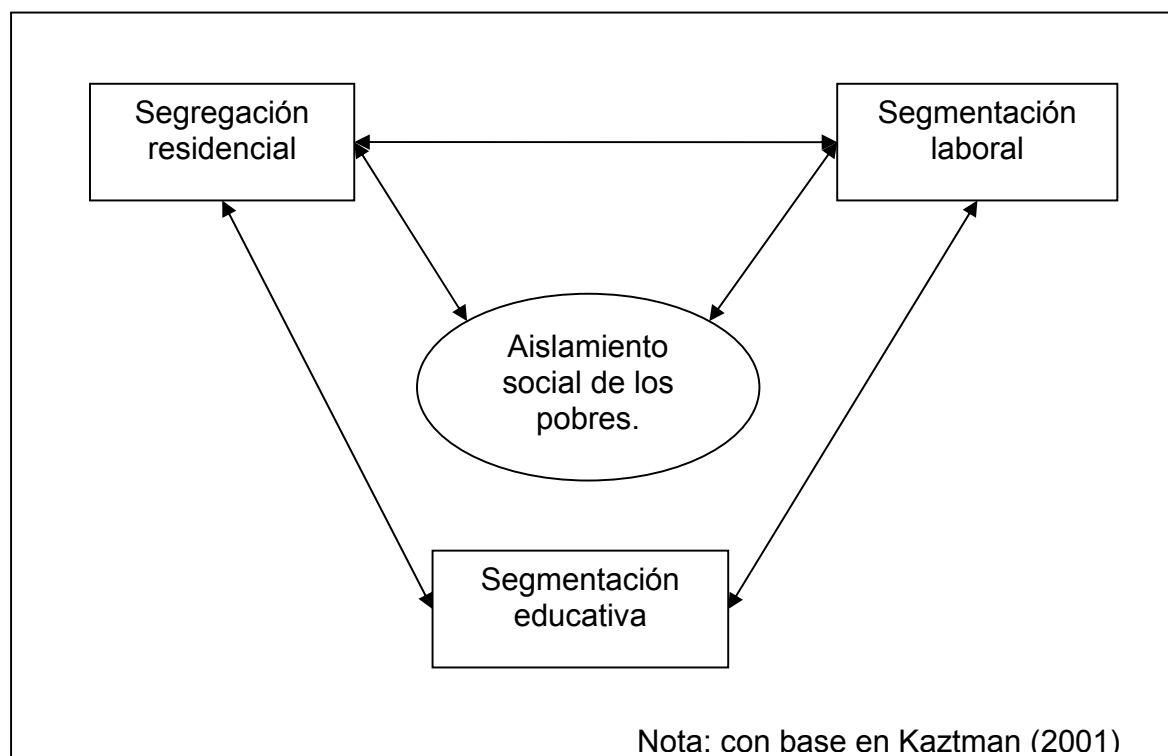 Segregación
residencial
Segmentación
laboral
Aislamiento
social de los
pobres.
Segmentación
educativa
Nota: con base en Kaztman (2001)